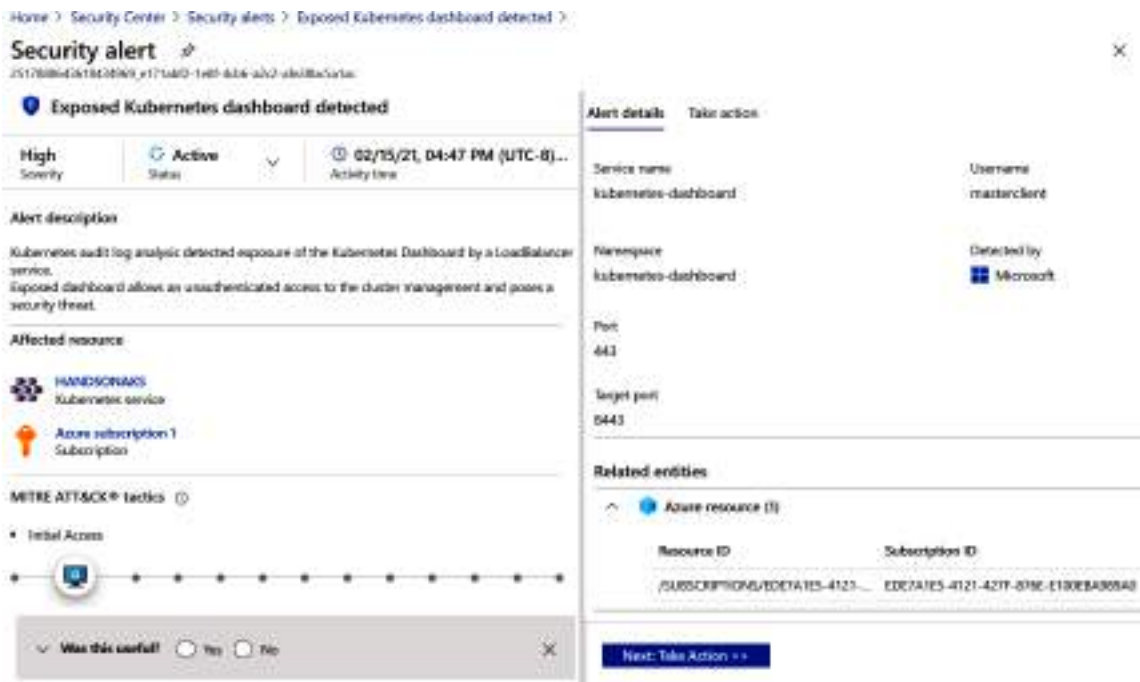 Home > Security Center > Security alerts > Exposed Kubernetes dashboard detected >
Security alert
Exposed Kubernetes dashboard detected
High
Severity
Active
Status
02/15/21, 04:47 PM (UTC-8)...
Activity time
Alert description
Kubernetes audit log analysis detected exposure of the Kubernetes Dashboard by a LoadBalancer
service.
Exposed dashboard allows an unauthenticated access to the cluster management and poses a
security threat.
Affected resource
HANDSONAKS
Kubernetes service
Azure subscription 1
Subscription
MITRE ATT&CK® tactics
Initial Access
Was this useful? Yes No
Alert details Take action
Service name
kubernetes-dashboard
Username
masterclient
Namespace
kubernetes-dashboard
Detected by
Microsoft
Port
443
Target port
8443
Related entities
Azure resource (1)
Resource ID Subscription ID
/SUBSCRIPTIONS/EDE7A1E5-4121-...
Next: Take Action >>